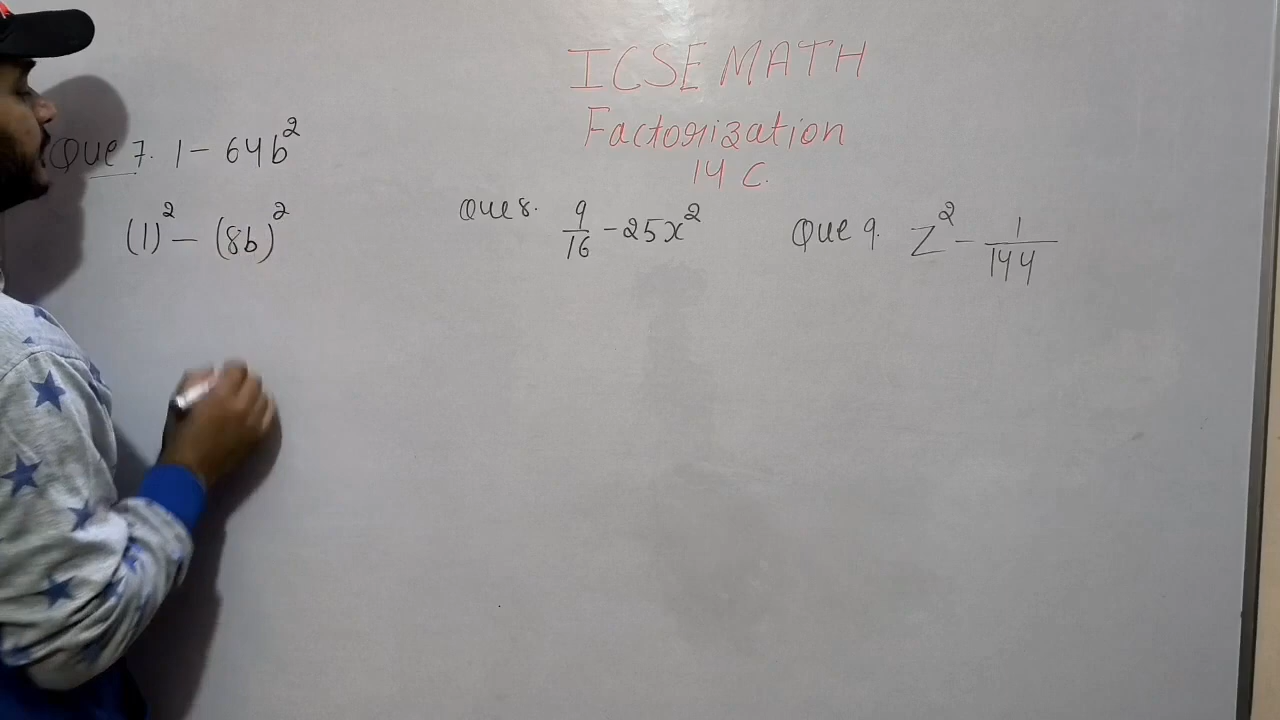 ICSE MATH
Factorization
14 C.
Que 7. 1 - 64b²
(1)² - (8b)²
Que 8. 9/16 - 25x²
Que 9. Z² - 1/144